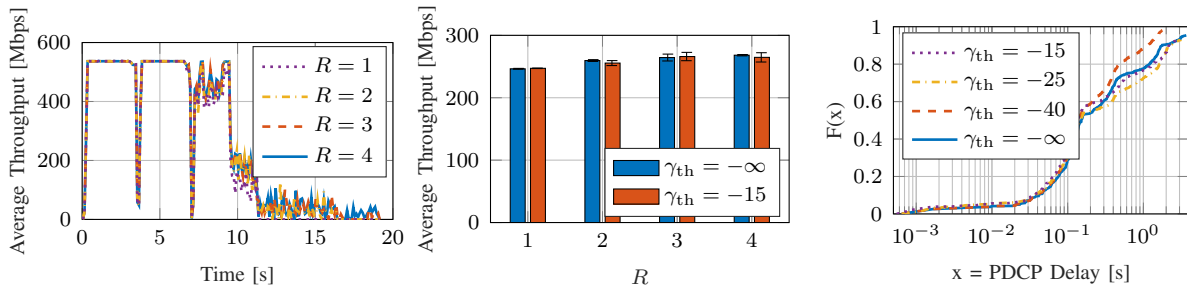 Average Throughput [Mbps]
600
400
200
0
0
5
10
15
20
Time [s]
R = 1
R = 2
R = 3
R = 4
Average Throughput [Mbps]
300
200
100
0
1
2
3
4
R
γth = −∞
γth = −15
F(x)
1
0.8
0.6
0.4
0.2
0
10−3
10−2
10−1
100
x = PDCP Delay [s]
γth = −15
γth = −25
γth = −40
γth = −∞